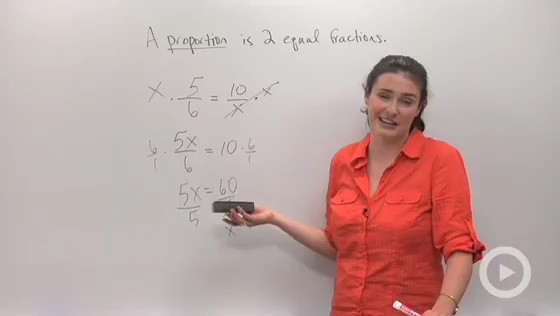 A proportion is 2 equal fractions.
x · 5/6 = 10/x · x
6/1 · 5x/6 = 10 · 6/1
5x/5 = 60
x